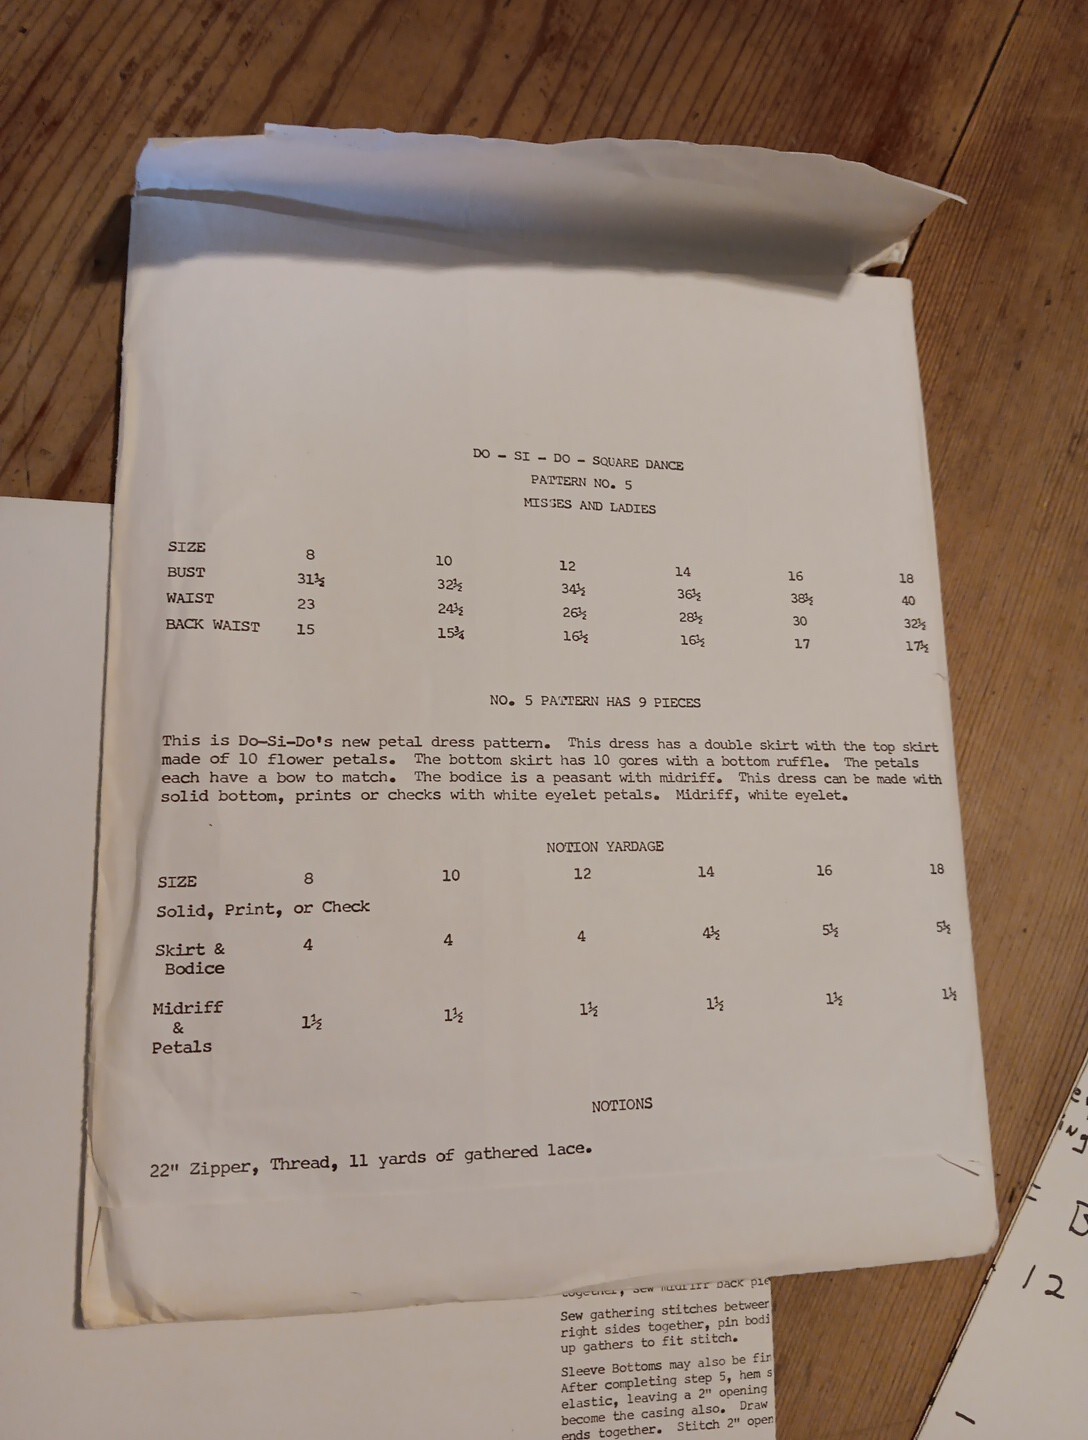 DO - SI - DO - SQUARE DANCE
PATTERN NO. 5
MISSES AND LADIES
SIZE 8 10 12 14 16 18
BUST 31½ 32½ 34½ 36½ 38½ 40
WAIST 23 24½ 26½ 28½ 30 32½
BACK WAIST 15 15¾ 16½ 16½ 17 17½
NO. 5 PATTERN HAS 9 PIECES
This is Do-Si-Do's new petal dress pattern. This dress has a double skirt with the top skirt
made of 10 flower petals. The bottom skirt has 10 gores with a bottom ruffle. The petals
each have a bow to match. The bodice is a peasant with midriff. This dress can be made with
solid bottom, prints or checks with white eyelet petals. Midriff, white eyelet.
NOTION YARDAGE
SIZE 8 10 12 14 16 18
Solid, Print, or Check
Skirt & 4 4 4 4½ 5½ 5½
Bodice
Midriff
& 1½ 1½ 1½ 1½ 1½ 1½
Petals
NOTIONS
22" Zipper, Thread, 11 yards of gathered lace.
together, sew midriff back pie
Sew gathering stitches between
right sides together, pin bodi
up gathers to fit stitch.
Sleeve Bottoms may also be fin
After completing step 5, hem s
elastic, leaving a 2" opening
become the casing also. Draw
ends together. Stitch 2" open
ing
12